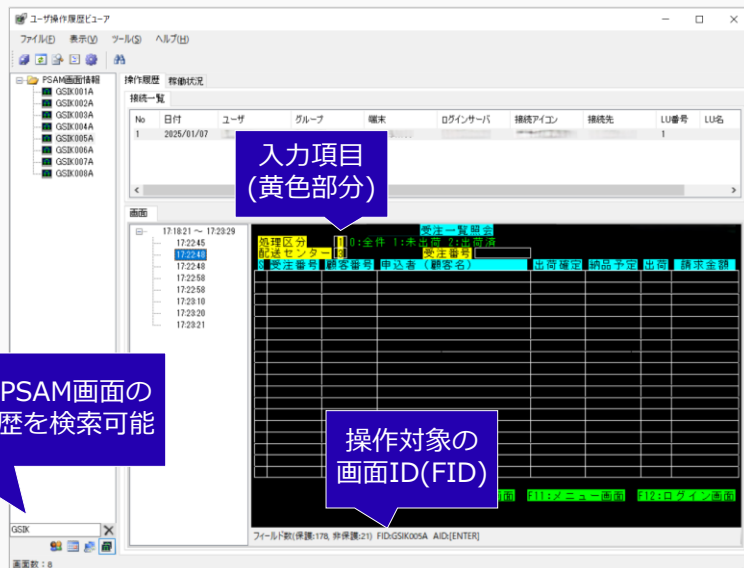 ユーザ操作履歴ビューア
ファイル(F) 表示(V) ツール(S) ヘルプ(H)
PSAM画面情報
GSIK001A
GSIK002A
GSIK003A
GSIK004A
GSIK005A
GSIK006A
GSIK007A
GSIK008A
操作履歴 稼働状況
接続一覧
No 日付 ユーザ グループ 端末 ログインサーバ 接続アイコン 接続先 LU番号 LU名
1 2025/01/07 1
入力項目
(黄色部分)
画面
17:18:21 ～ 17:23:29
17:22:45
17:22:48
17:22:48
17:22:58
17:22:58
17:23:10
17:23:20
17:23:21
受注一覧照会
処理区分 1 0:全件 1:未出荷 2:出荷済
配送センター 3 受注番号
S 受注番号 顧客番号 申込者（顧客名） 出荷確定 納品予定 出荷 請求金額
PSAM画面の
歴を検索可能
操作対象の
画面ID(FID)
画面 F11:メニュー画面 F12:ログイン画面
フィールド数(保護:178, 非保護:21) FID:GSIK005A AID:[ENTER]
GSIK
画面数：8